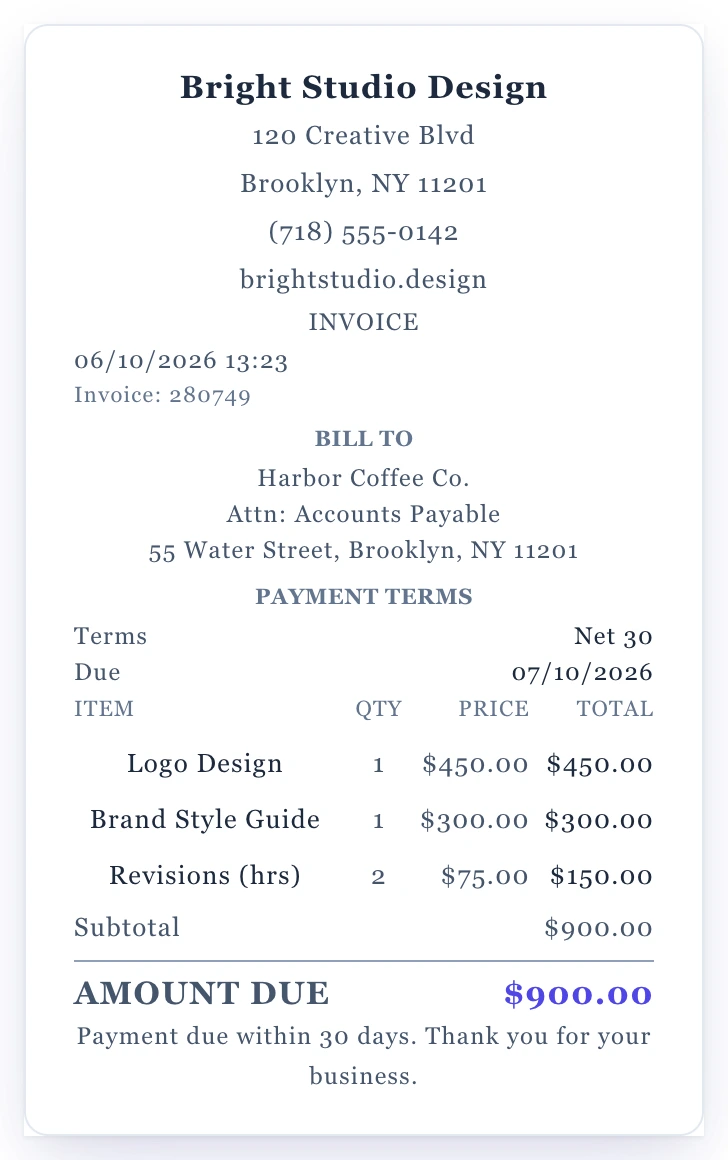 Bright Studio Design
120 Creative Blvd
Brooklyn, NY 11201
(718) 555-0142
brightstudio.design
INVOICE
06/10/2026 13:23
Invoice: 280749
BILL TO
Harbor Coffee Co.
Attn: Accounts Payable
55 Water Street, Brooklyn, NY 11201
PAYMENT TERMS
Terms Net 30
Due 07/10/2026
ITEM QTY PRICE TOTAL
Logo Design 1 $450.00 $450.00
Brand Style Guide 1 $300.00 $300.00
Revisions (hrs) 2 $75.00 $150.00
Subtotal $900.00
AMOUNT DUE $900.00
Payment due within 30 days. Thank you for your
business.